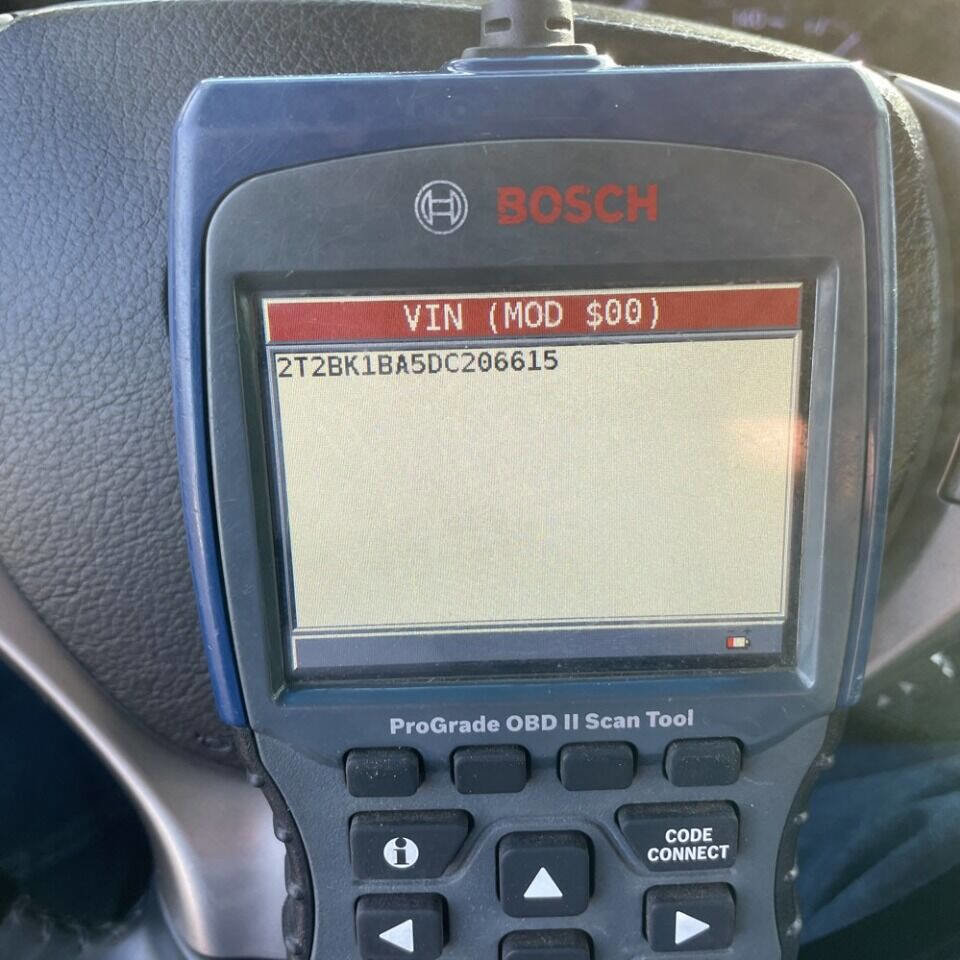 BOSCH
VIN (MOD $00)
2T2BK1BA5DC206615
ProGrade OBD II Scan Tool
i
CODE
CONNECT